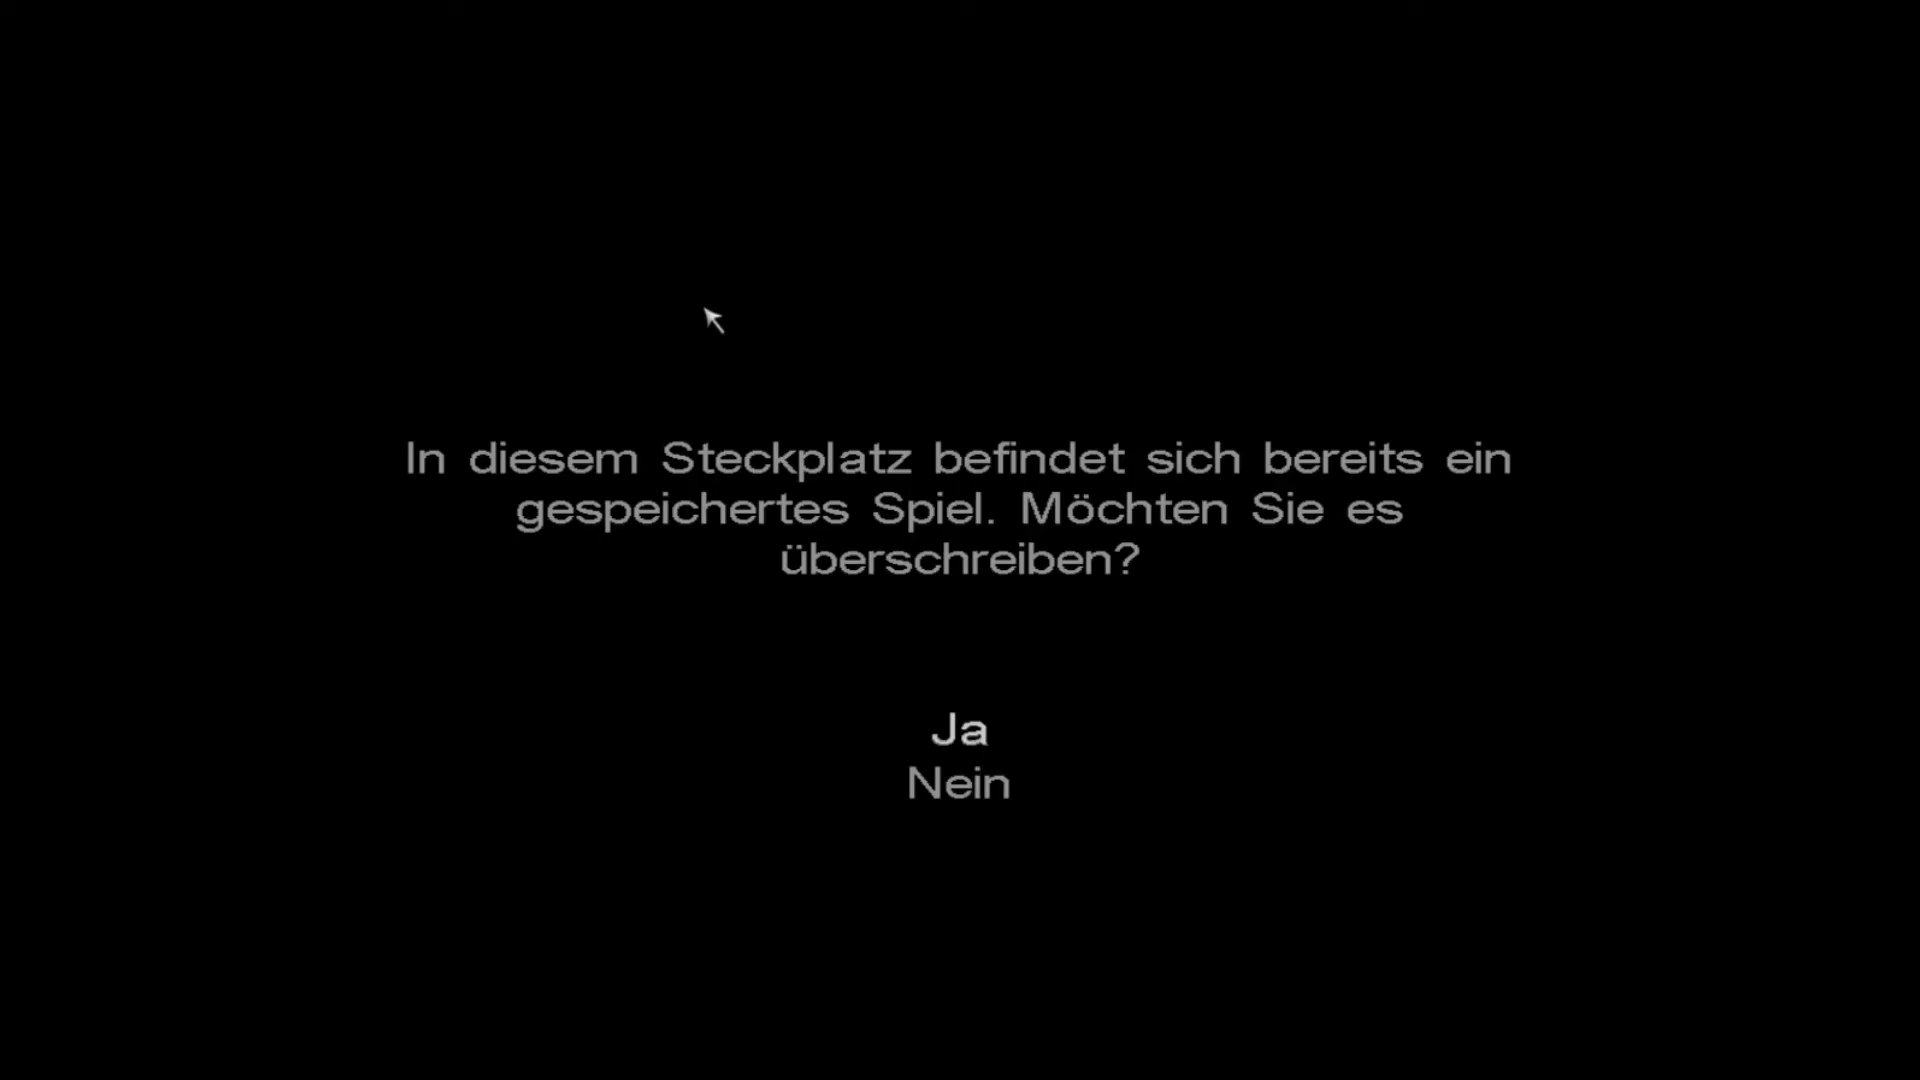 In diesem Steckplatz befindet sich bereits ein
gespeichertes Spiel. Möchten Sie es
überschreiben?
Ja
Nein